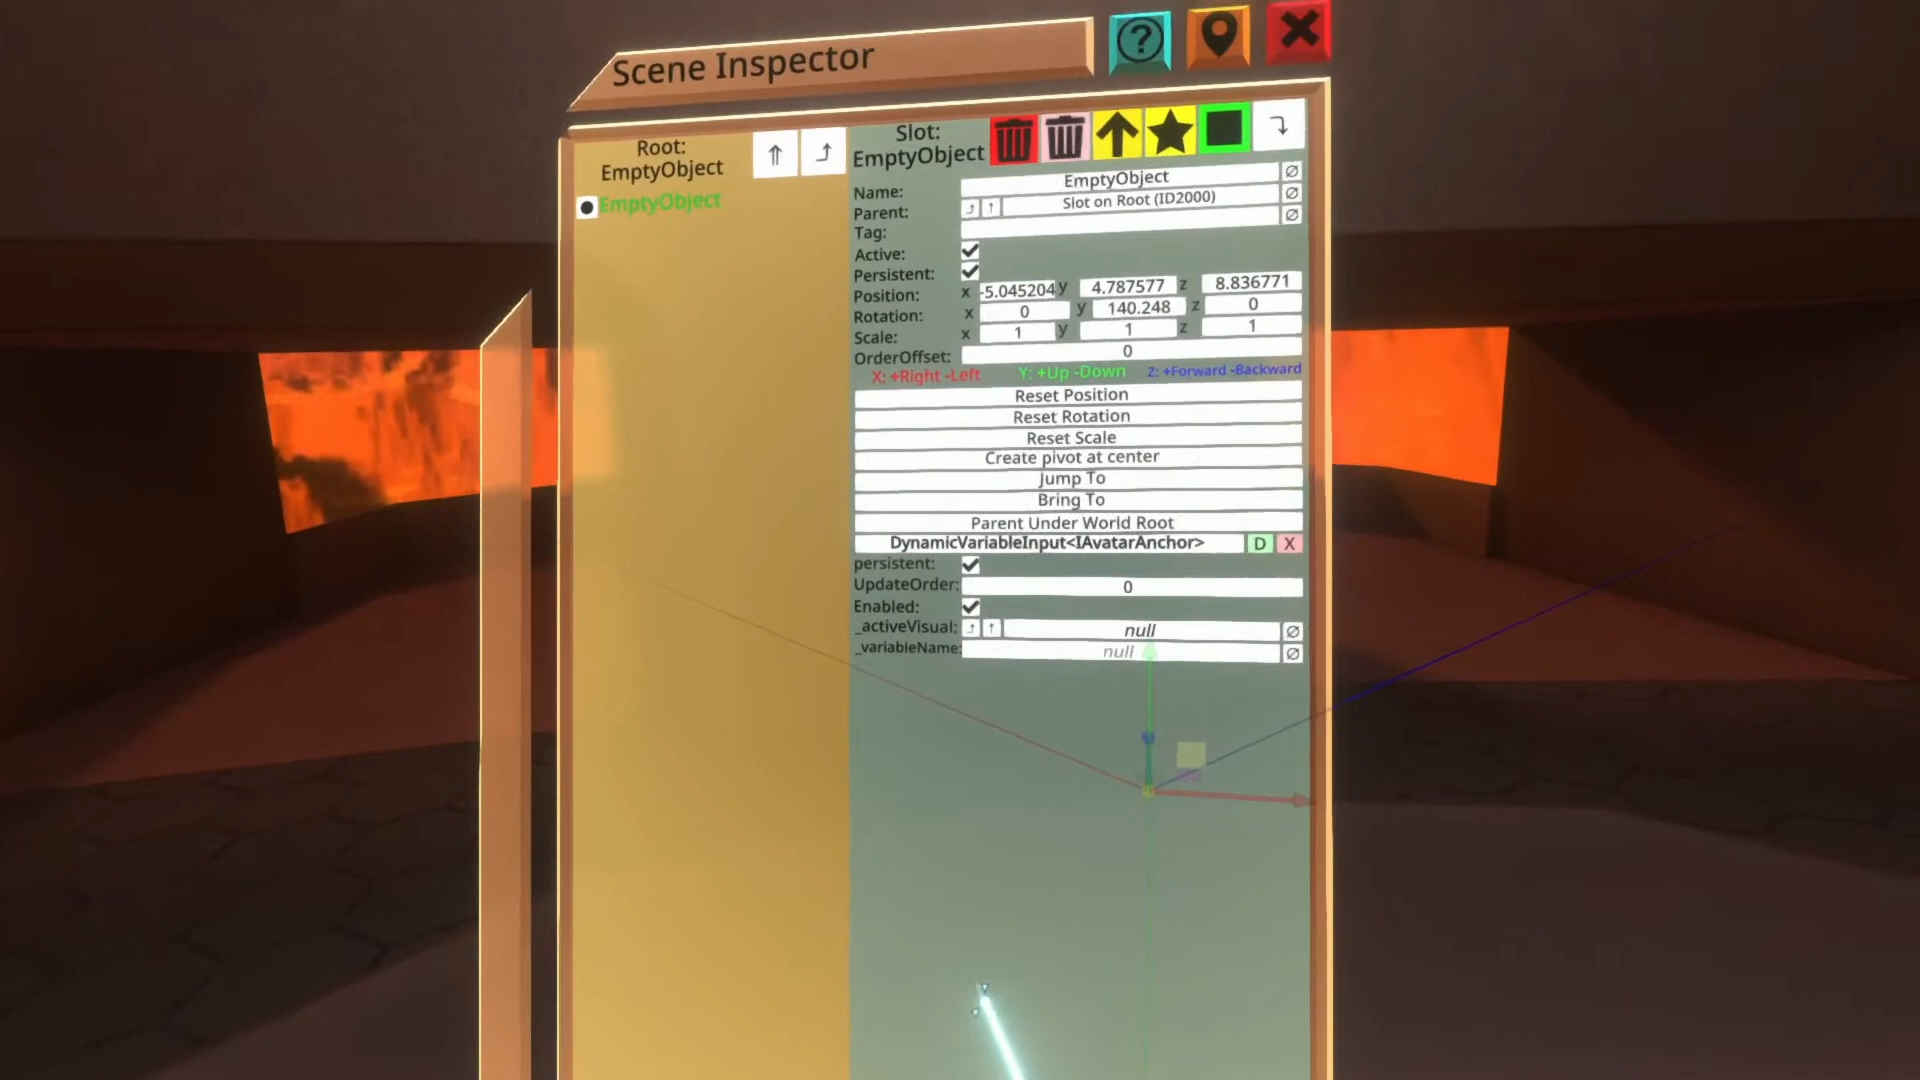 Scene Inspector
Root:
EmptyObject
EmptyObject
Slot:
EmptyObject
Name: EmptyObject
Parent: Slot on Root (ID2000)
Tag:
Active:
Persistent:
Position: x -5.045204 y 4.787577 z 8.836771
Rotation: x 0 y 140.248 z 0
Scale: x 1 y 1 z 1
OrderOffset: 0
X: +Right -Left Y: +Up -Down Z: +Forward -Backward
Reset Position
Reset Rotation
Reset Scale
Create pivot at center
Jump To
Bring To
Parent Under World Root
DynamicVariableInput<IAvatarAnchor> D X
persistent:
UpdateOrder: 0
Enabled:
_activeVisual: null
_variableName: null